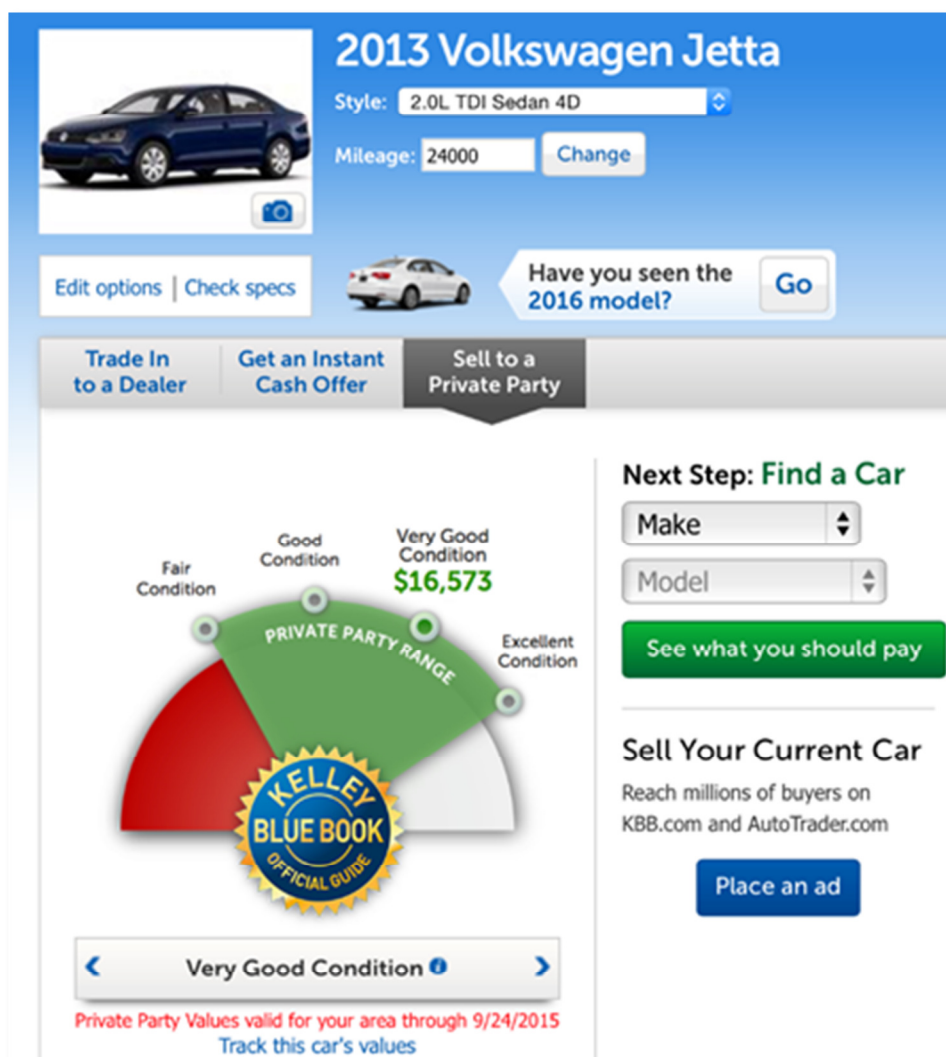 2013 Volkswagen Jetta
Style: 2.0L TDI Sedan 4D
Mileage: 24000 Change
Edit options | Check specs
Have you seen the
2016 model?
Go
Trade In
to a Dealer
Get an Instant
Cash Offer
Sell to a
Private Party
Next Step: Find a Car
Make
Model
See what you should pay
Fair
Condition
Good
Condition
Very Good
Condition
$16,573
Excellent
Condition
PRIVATE PARTY RANGE
KELLEY
BLUE BOOK
OFFICIAL GUIDE
Sell Your Current Car
Reach millions of buyers on
KBB.com and AutoTrader.com
Place an ad
Very Good Condition i
Private Party Values valid for your area through 9/24/2015
Track this car's values